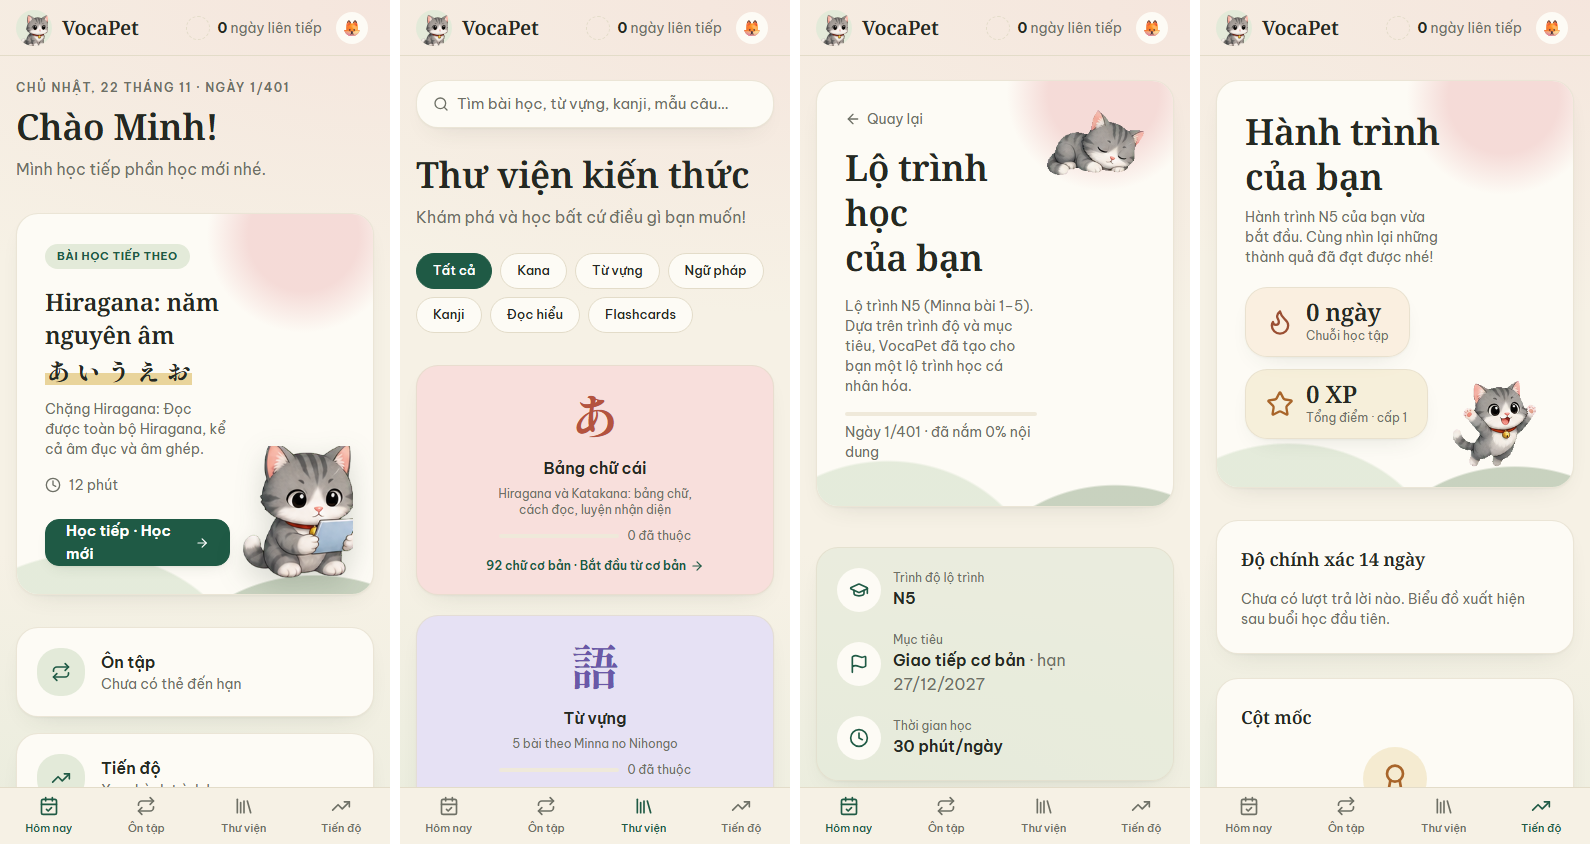 VocaPet
0 ngày liên tiếp
CHỦ NHẬT, 22 THÁNG 11 · NGÀY 1/401
Chào Minh!
Mình học tiếp phần học mới nhé.
BÀI HỌC TIẾP THEO
Hiragana: năm
nguyên âm
あ い う え お
Chặng Hiragana: Đọc
được toàn bộ Hiragana, kể
cả âm đục và âm ghép.
12 phút
Học tiếp · Học
mới
Ôn tập
Chưa có thẻ đến hạn
Tiến độ
Hôm nay
Ôn tập
Thư viện
Tiến độ
VocaPet
0 ngày liên tiếp
Tìm bài học, từ vựng, kanji, mẫu câu...
Thư viện kiến thức
Khám phá và học bất cứ điều gì bạn muốn!
Tất cả
Kana
Từ vựng
Ngữ pháp
Kanji
Đọc hiểu
Flashcards
あ
Bảng chữ cái
Hiragana và Katakana: bảng chữ,
cách đọc, luyện nhận diện
0 đã thuộc
92 chữ cơ bản · Bắt đầu từ cơ bản
語
Từ vựng
5 bài theo Minna no Nihongo
0 đã thuộc
Hôm nay
Ôn tập
Thư viện
Tiến độ
VocaPet
0 ngày liên tiếp
Quay lại
Lộ trình
học
của bạn
Lộ trình N5 (Minna bài 1–5).
Dựa trên trình độ và mục
tiêu, VocaPet đã tạo cho
bạn một lộ trình học cá
nhân hóa.
Ngày 1/401 · đã nắm 0% nội
dung
Trình độ lộ trình
N5
Mục tiêu
Giao tiếp cơ bản · hạn
27/12/2027
Thời gian học
30 phút/ngày
Hôm nay
Ôn tập
Thư viện
Tiến độ
VocaPet
0 ngày liên tiếp
Hành trình
của bạn
Hành trình N5 của bạn vừa
bắt đầu. Cùng nhìn lại những
thành quả đã đạt được nhé!
0 ngày
Chuỗi học tập
0 XP
Tổng điểm · cấp 1
Độ chính xác 14 ngày
Chưa có lượt trả lời nào. Biểu đồ xuất hiện
sau buổi học đầu tiên.
Cột mốc
Hôm nay
Ôn tập
Thư viện
Tiến độ